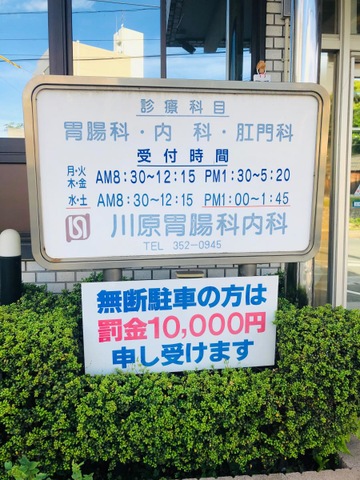 診療科目
胃腸科・内 科・肛門科
受付時間
月・火 木・金 AM8:30~12:15 PM1:30~5:20
水・土 AM8:30~12:15 PM1:00~1:45
川原胃腸科内科
TEL 352-0945
無断駐車の方は
罰金10,000円
申し受けます